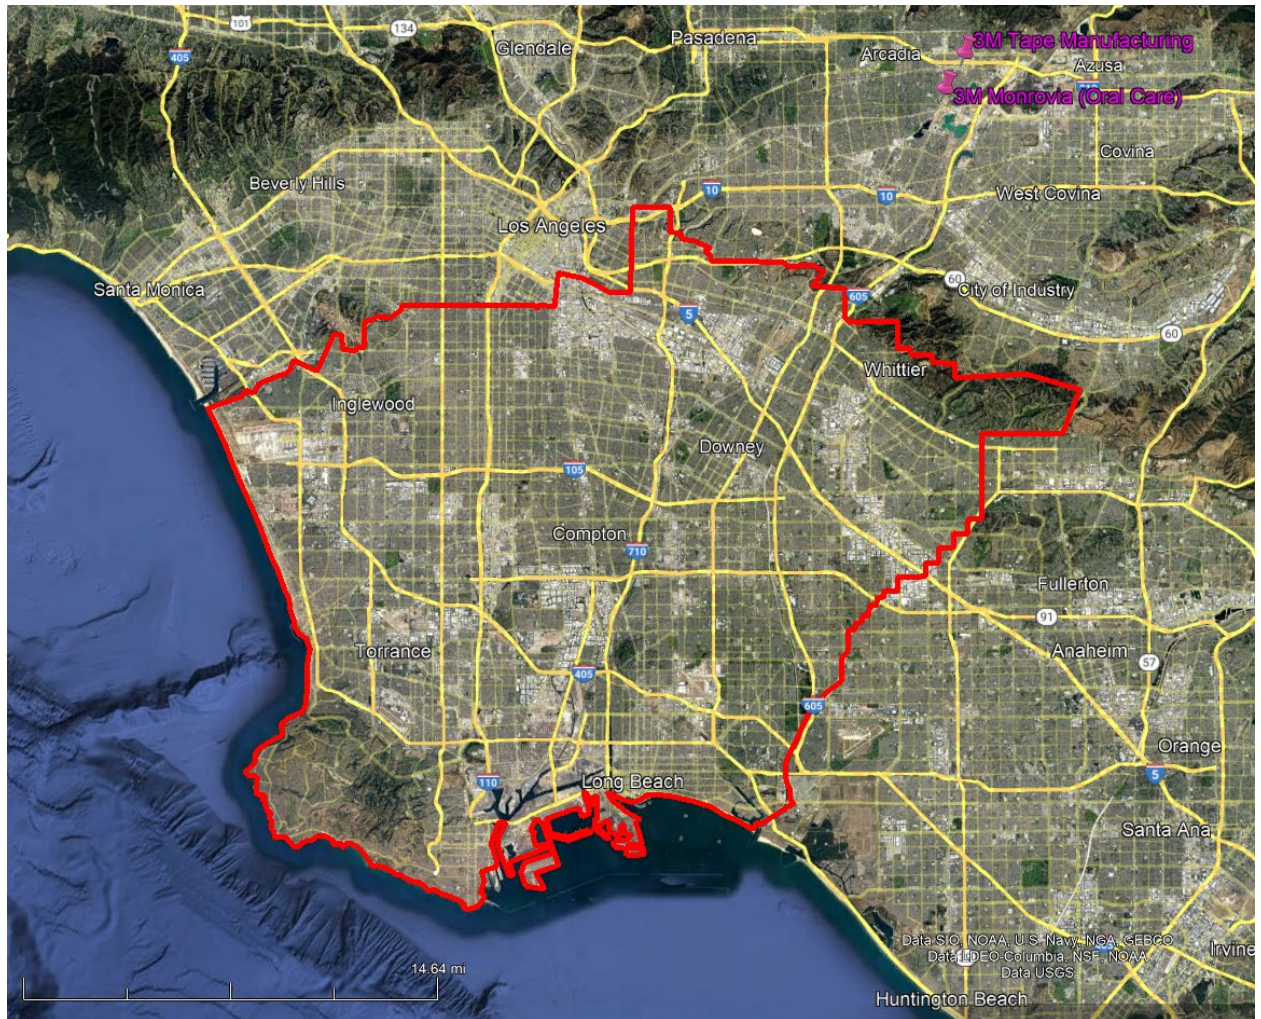 101
134
405
Glendale
Pasadena
Arcadia
3M Tape Manufacturing
Azusa
3M Monrovia (Oral Care)
Covina
Beverly Hills
10
10
West Covina
Los Angeles
Santa Monica
60
City of Industry
605
5
60
Whittier
Inglewood
Downey
105
Compton
710
Fullerton
91
Torrance
Anaheim
57
405
605
Orange
5
110
Long Beach
Santa Ana
Data SIO, NOAA, U.S. Navy, NGA, GEBCO
Data LDEO-Columbia, NSF, NOAA
Data USGS
Irvine
14.64 mi
Huntington Beach